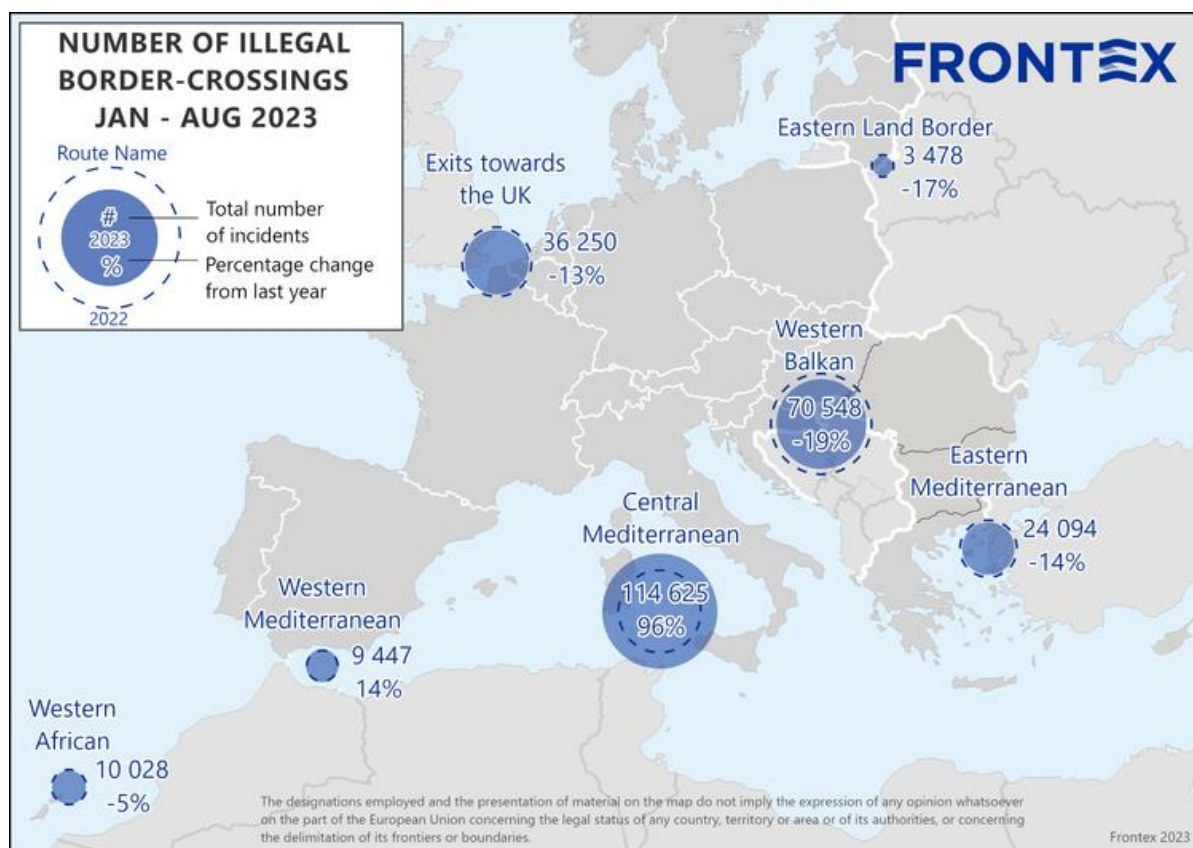 NUMBER OF ILLEGAL
BORDER-CROSSINGS
JAN - AUG 2023
Route Name
#
2023
%
2022
Total number
of incidents
Percentage change
from last year
FRONTEX
Eastern Land Border
3 478
-17%
Exits towards
the UK
36 250
-13%
Western
Balkan
70 548
-19%
Eastern
Mediterranean
24 094
-14%
Central
Mediterranean
114 625
96%
Western
Mediterranean
9 447
14%
Western
African
10 028
-5%
The designations employed and the presentation of material on the map do not imply the expression of any opinion whatsoever
on the part of the European Union concerning the legal status of any country, territory or area or of its authorities, or concerning
the delimitation of its frontiers or boundaries.
Frontex 2023